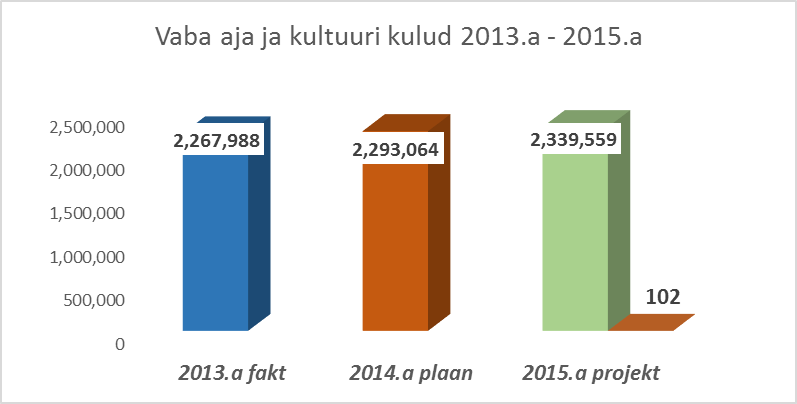 Vaba aja ja kultuuri kulud 2013.a - 2015.a
2,500,000
2,000,000
1,500,000
1,000,000
500,000
0
2,267,988
2,293,064
2,339,559
102
2013.a fakt
2014.a plaan
2015.a projekt